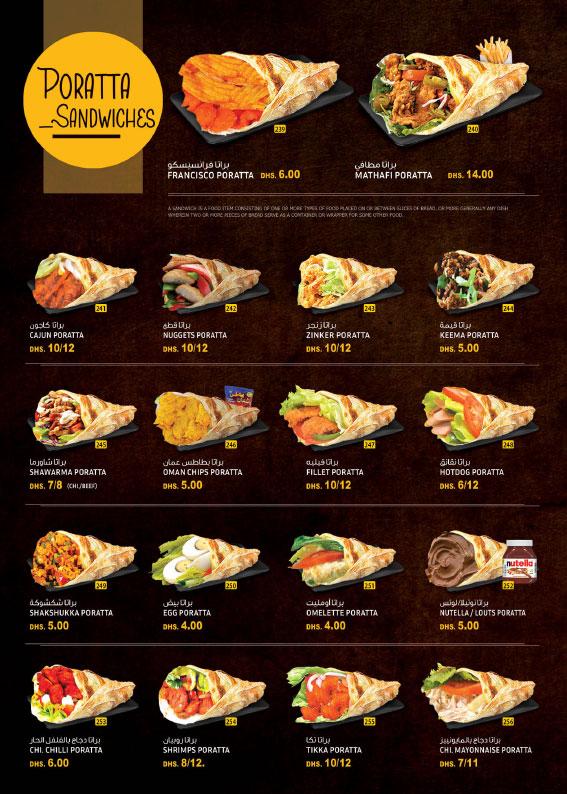 PORATTA
_SANDWICHES
239
240
براتا فرانسيسكو
FRANCISCO PORATTA DHS. 6.00
براتا مطافي
MATHAFI PORATTA DHS. 14.00
A SANDWICH IS A FOOD ITEM CONSISTING OF ONE OR MORE TYPES OF FOOD PLACED ON OR BETWEEN SLICES OF BREAD, OR MORE GENERALLY ANY DISH
WHEREIN TWO OR MORE PIECES OF BREAD SERVE AS A CONTAINER OR WRAPPER FOR SOME OTHER FOOD.
241
براتا كاجون
CAJUN PORATTA
DHS. 10/12
242
براتا قطع
NUGGETS PORATTA
DHS. 10/12
243
براتا زنجر
ZINKER PORATTA
DHS. 10/12
244
براتا قيمة
KEEMA PORATTA
DHS. 5.00
245
براتا شاورما
SHAWARMA PORATTA
DHS. 7/8 (CHI./BEEF)
246
براتا بطاطس عمان
OMAN CHIPS PORATTA
DHS. 5.00
247
براتا فيليه
FILLET PORATTA
DHS. 10/12
248
براتا نقانق
HOTDOG PORATTA
DHS. 6/12
249
براتا شكشوكة
SHAKSHUKKA PORATTA
DHS. 5.00
250
براتا بيض
EGG PORATTA
DHS. 4.00
251
براتا أومليت
OMELETTE PORATTA
DHS. 4.00
nutella
252
براتا نوتيلا/لوتس
NUTELLA / LOUTS PORATTA
DHS. 5.00
253
براتا دجاج بالفلفل الحار
CHI. CHILLI PORATTA
DHS. 6.00
254
براتا روبيان
SHRIMPS PORATTA
DHS. 8/12.
255
براتا تكا
TIKKA PORATTA
DHS. 10/12
256
براتا دجاج بالمايونييز
CHI. MAYONNAISE PORATTA
DHS. 7/11